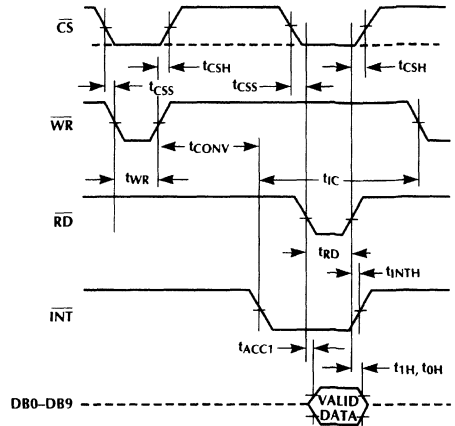 CS
tCSH
tCSS
tCSS
tCSH
WR
tCONV
tWR
tIC
RD
tRD
tINTH
INT
tACC1
t1H, t0H
DB0–DB9
VALID
DATA